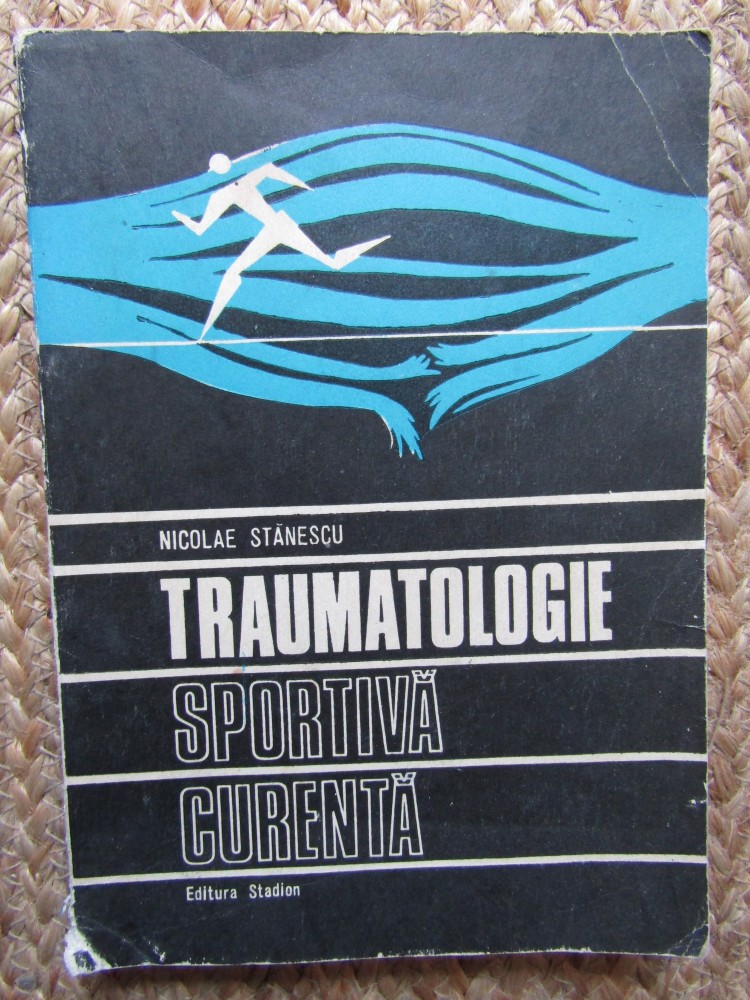 NICOLAE STĂNESCU
TRAUMATOLOGIE
SPORTIVĂ
CURENTĂ
Editura Stadion